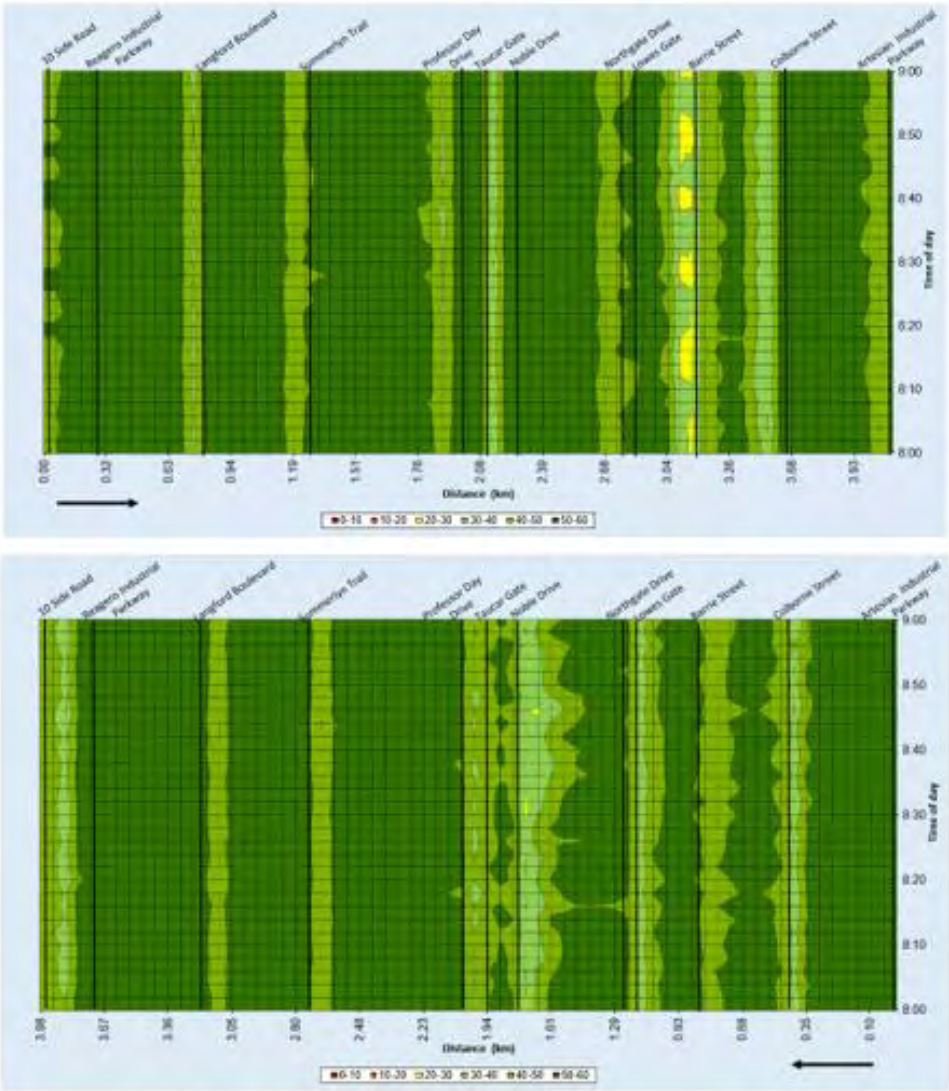 10 Side Road
Reagens Industrial
Parkway
Langford Boulevard
Summerlyn Trail
Professor Day
Drive
Taucar Gate
Noble Drive
Northgate Drive
Lowes Gate
Barrie Street
Colborne Street
Artesian Industrial
Parkway
9:00
8:50
8:40
8:30
8:20
8:10
8:00
Time of day
0.00
0.32
0.63
0.94
1.19
1.51
1.76
2.08
2.39
2.68
3.04
3.36
3.68
3.93
Distance (km)
0-10 10-20 20-30 30-40 40-50 50-60
10 Side Road
Reagens Industrial
Parkway
Langford Boulevard
Summerlyn Trail
Professor Day
Drive
Taucar Gate
Noble Drive
Northgate Drive
Lowes Gate
Barrie Street
Colborne Street
Artesian Industrial
Parkway
9:00
8:50
8:40
8:30
8:20
8:10
8:00
Time of day
3.98
3.67
3.36
3.05
2.80
2.48
2.23
1.94
1.61
1.29
0.93
0.68
0.35
0.10
Distance (km)
0-10 10-20 20-30 30-40 40-50 50-60